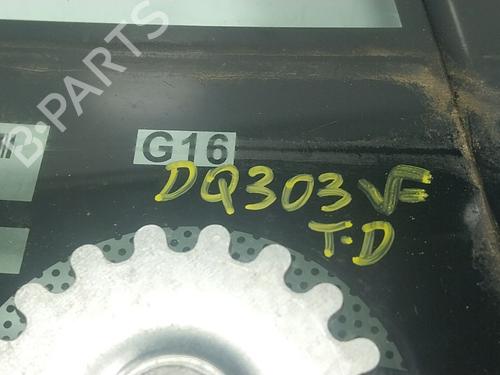 B-PARTS
G16
DQ303VF
T.D